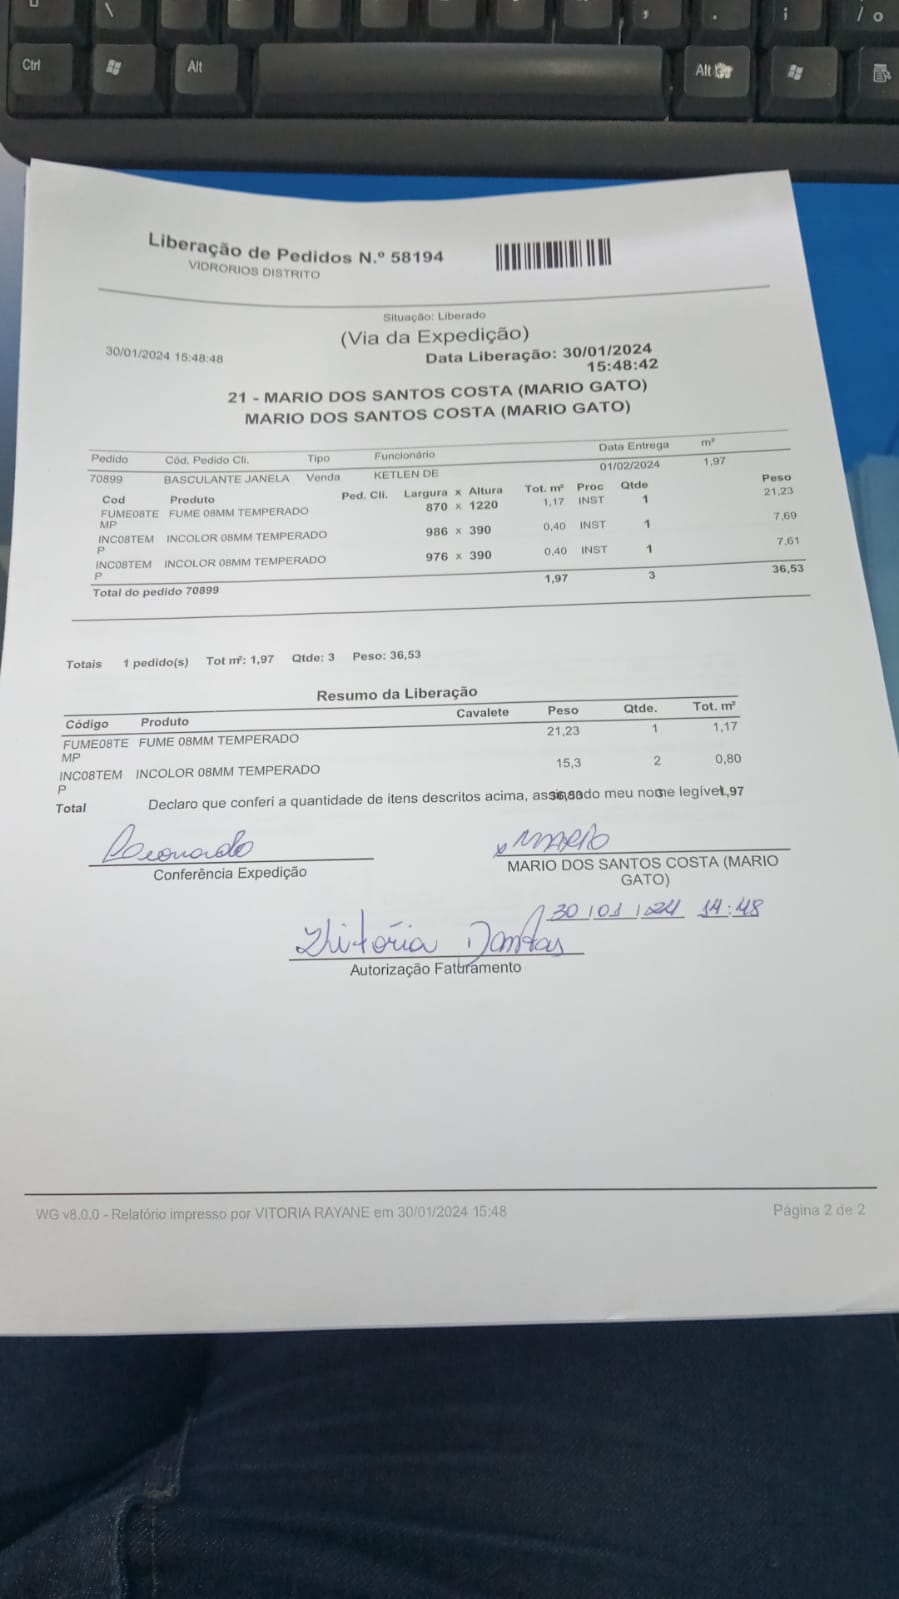 Ctrl
Alt
Alt
Liberação de Pedidos N.º 58194
VIDRORIOS DISTRITO
Situação: Liberado
(Via da Expedição)
30/01/2024 15:48:48
Data Liberação: 30/01/2024
15:48:42
21 - MARIO DOS SANTOS COSTA (MARIO GATO)
MARIO DOS SANTOS COSTA (MARIO GATO)
Pedido Cód. Pedido Cli. Tipo Funcionário Data Entrega m²
70899 BASCULANTE JANELA Venda KETLEN DE 01/02/2024 1,97
Cod Produto Ped. Cli. Largura x Altura Tot. m² Proc Qtde Peso
FUME08TE FUME 08MM TEMPERADO 870 x 1220 1,17 INST 1 21,23
MP
INC08TEM INCOLOR 08MM TEMPERADO 986 x 390 0,40 INST 1 7,69
P
INC08TEM INCOLOR 08MM TEMPERADO 976 x 390 0,40 INST 1 7,61
P
Total do pedido 70899 1,97 3 36,53
Totais 1 pedido(s) Tot m²: 1,97 Qtde: 3 Peso: 36,53
Resumo da Liberação
Código Produto Cavalete Peso Qtde. Tot. m²
FUME08TE FUME 08MM TEMPERADO 21,23 1 1,17
MP
INC08TEM INCOLOR 08MM TEMPERADO 15,3 2 0,80
P
Total 36,53 3 1,97
Declaro que conferi a quantidade de itens descritos acima, assinado meu nome legível
Leonardo
x MARIO
Conferência Expedição
MARIO DOS SANTOS COSTA (MARIO
GATO)
30/01/24 14:48
Vhitória Dantas
Autorização Faturamento
WG v8.0.0 - Relatório impresso por VITORIA RAYANE em 30/01/2024 15:48
Página 2 de 2